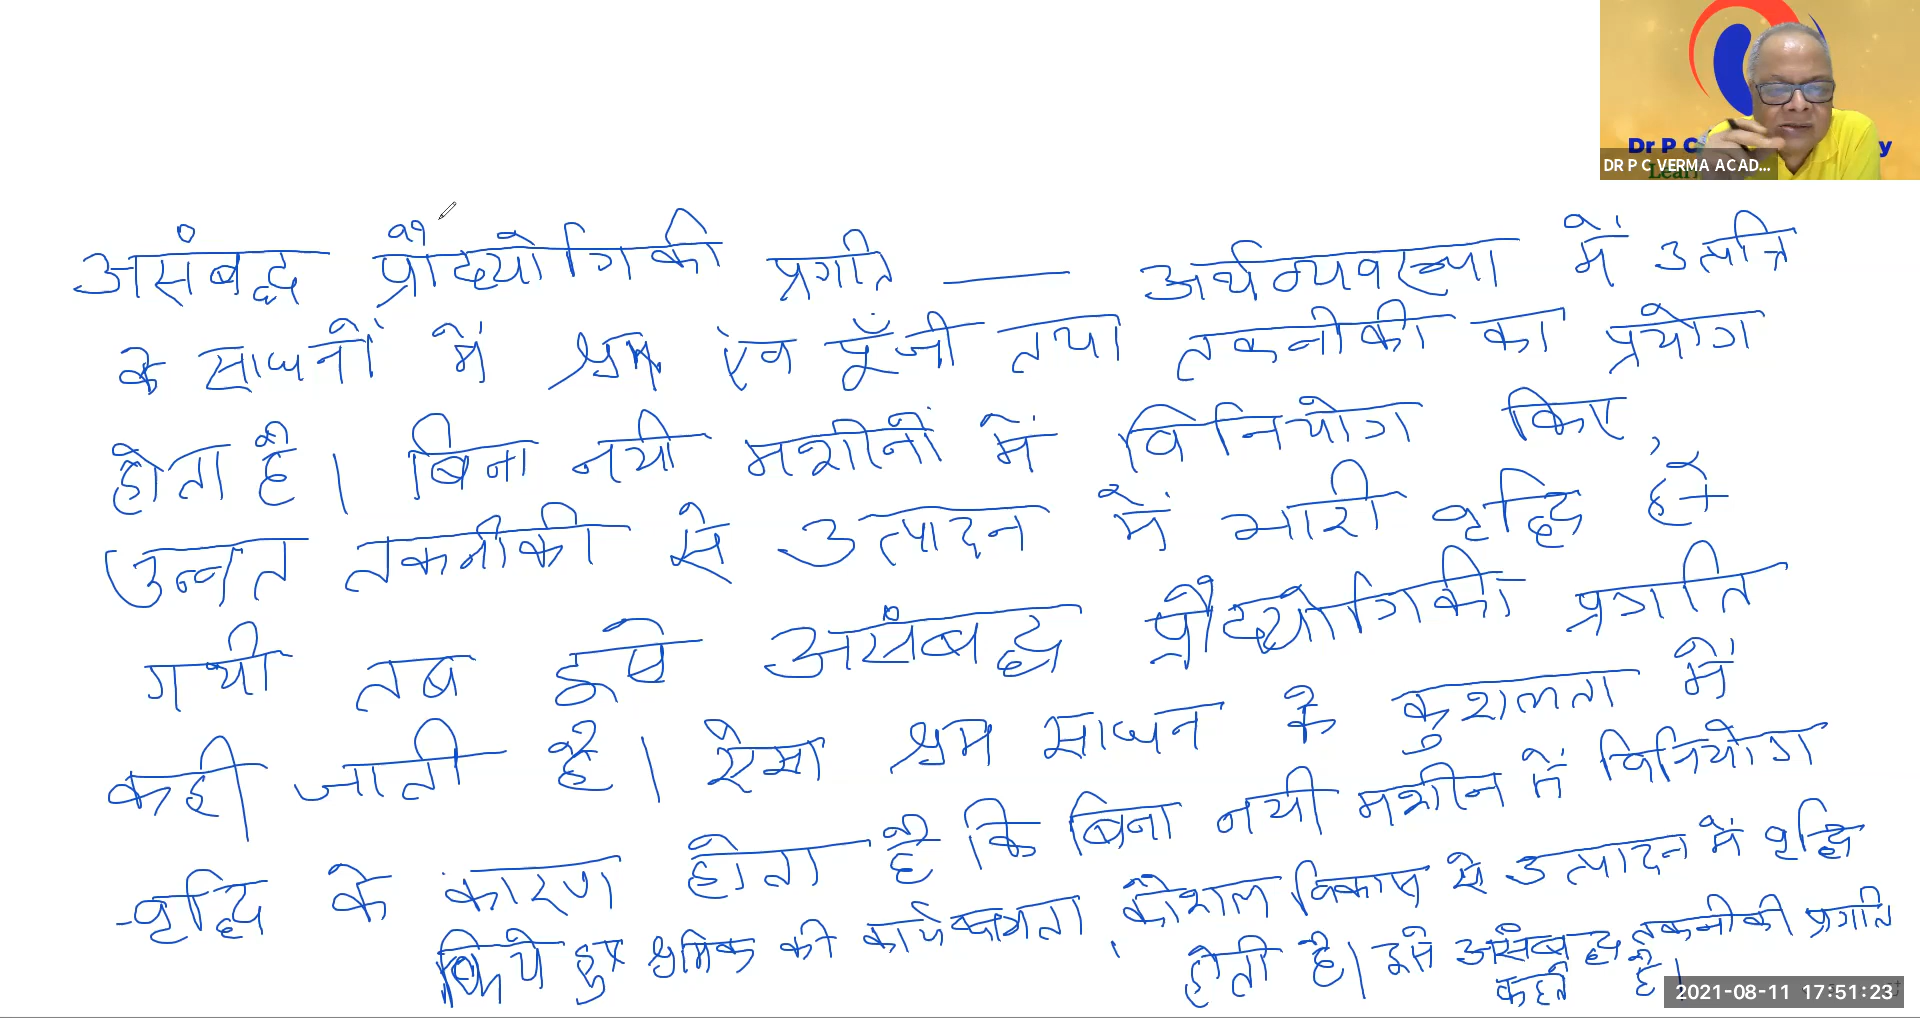 Dr P C
y
DR P C VERMA ACAD...
Lear
असंबद्ध प्रौद्योगिकी प्रगति — अर्थव्यवस्था में उत्पत्ति
के साधनों में श्रम एंव पूँजी तथा तकनीकी का प्रयोग
होता है। बिना नयी मशीनों में विनियोग किए,
उन्नत तकनीकी से उत्पादन में भारी वृद्धि हो
गयी तब इसे असंबद्ध प्रौद्योगिकी प्रगति
कही जाती है। ऐसा श्रम साधन के कुशलता में
वृद्धि के कारण होता है कि बिना नयी मशीन में विनियोग
किये हुए श्रमिक की कार्यक्षमता, कौशल विकास से उत्पादन में वृद्धि
होती है। इसे असंबद्ध तकनीकी प्रगति
कहते है।
2021-08-11 17:51:23